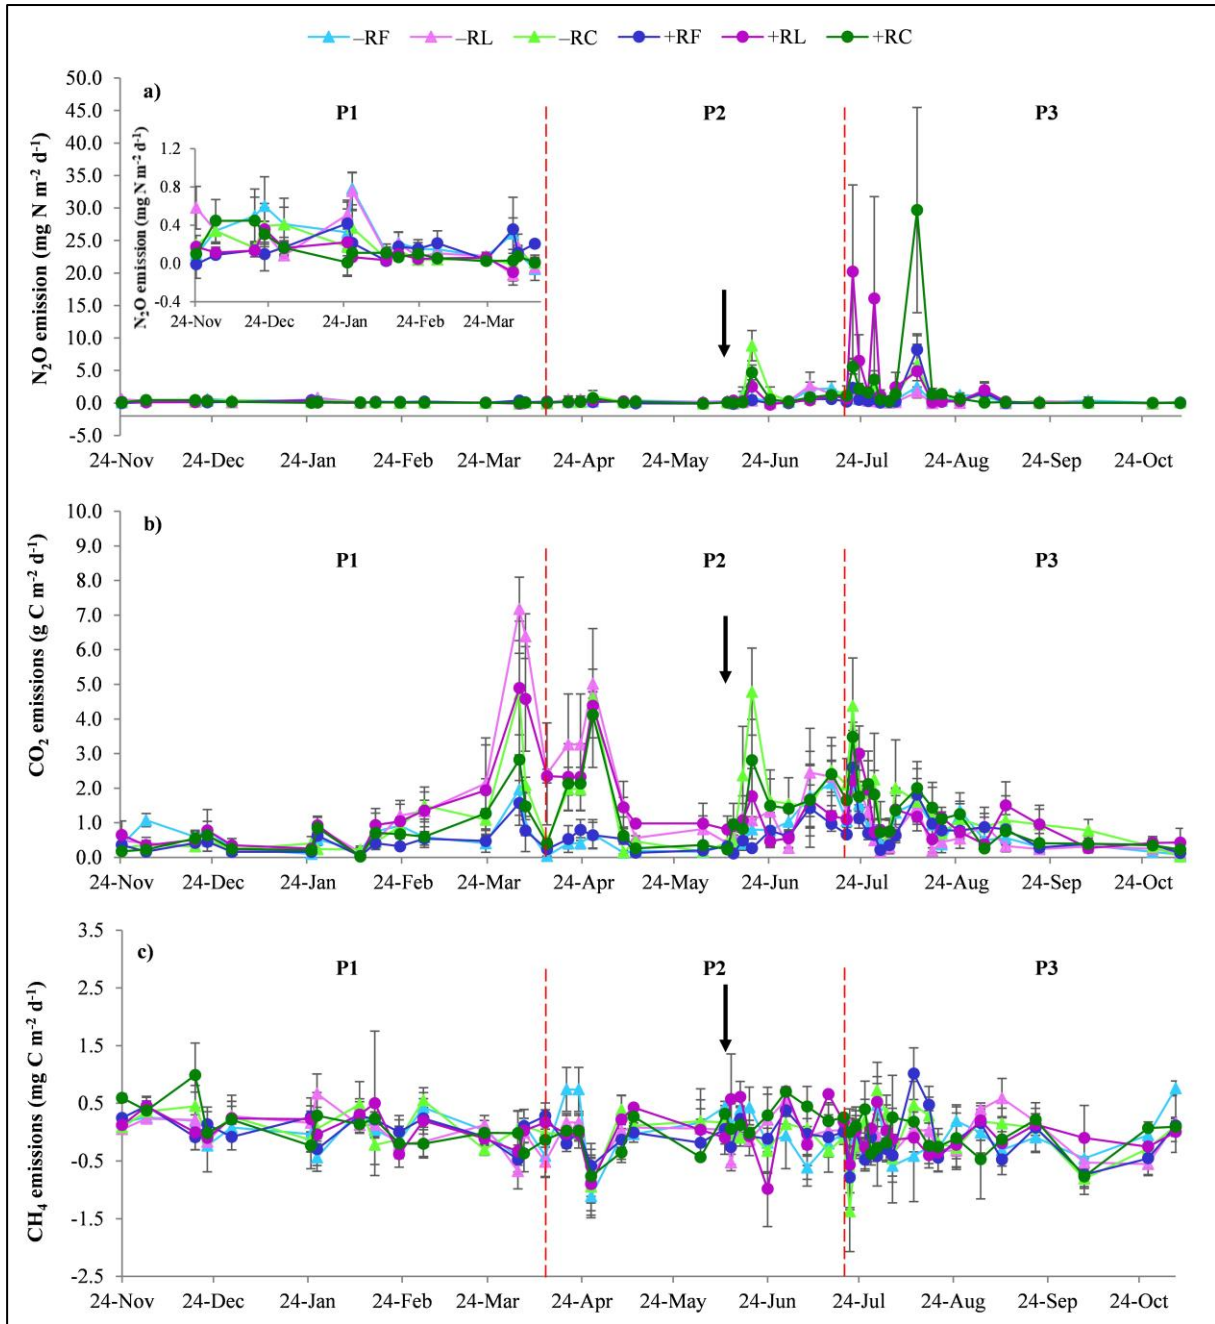 –RF –RL –RC +RF +RL +RC
a)
P1 P2 P3
N₂O emission (mg N m⁻² d⁻¹)
50.0
45.0
40.0
35.0
30.0
25.0
20.0
15.0
10.0
5.0
0.0
-5.0
N₂O emission (mg N m⁻² d⁻¹)
1.2
0.8
0.4
0.0
-0.4
24-Nov 24-Dec 24-Jan 24-Feb 24-Mar
24-Nov 24-Dec 24-Jan 24-Feb 24-Mar 24-Apr 24-May 24-Jun 24-Jul 24-Aug 24-Sep 24-Oct
b)
P1 P2 P3
CO₂ emissions (g C m⁻² d⁻¹)
10.0
9.0
8.0
7.0
6.0
5.0
4.0
3.0
2.0
1.0
0.0
24-Nov 24-Dec 24-Jan 24-Feb 24-Mar 24-Apr 24-May 24-Jun 24-Jul 24-Aug 24-Sep 24-Oct
c)
P1 P2 P3
CH₄ emissions (mg C m⁻² d⁻¹)
3.5
2.5
1.5
0.5
-0.5
-1.5
-2.5
24-Nov 24-Dec 24-Jan 24-Feb 24-Mar 24-Apr 24-May 24-Jun 24-Jul 24-Aug 24-Sep 24-Oct